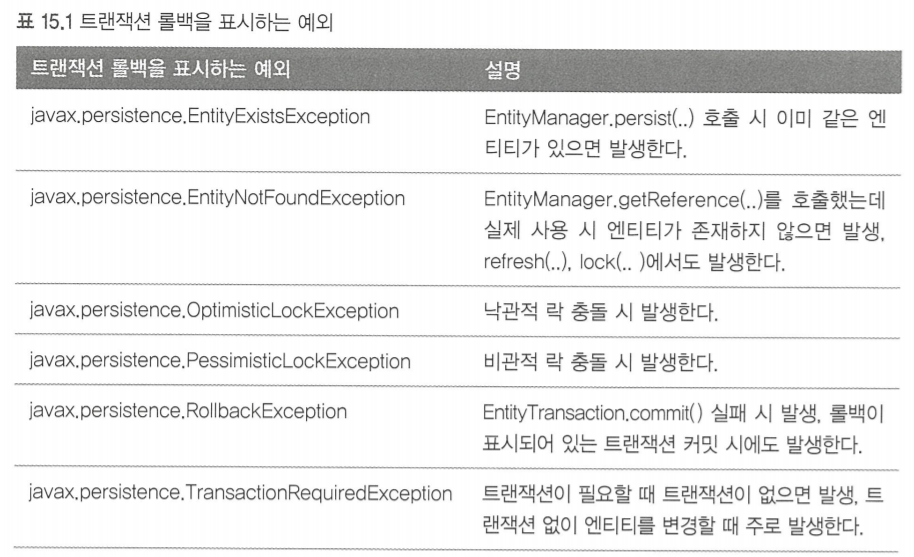 표 15.1 트랜잭션 롤백을 표시하는 예외
트랜잭션 롤백을 표시하는 예외 설명
javax.persistence.EntityExistsException EntityManager.persist(..) 호출 시 이미 같은 엔
티티가 있으면 발생한다.
javax.persistence.EntityNotFoundException EntityManager.getReference(..)를 호출했는데
실제 사용 시 엔티티가 존재하지 않으면 발생,
refresh(..), lock(.. )에서도 발생한다.
javax.persistence.OptimisticLockException 낙관적 락 충돌 시 발생한다.
javax.persistence.PessimisticLockException 비관적 락 충돌 시 발생한다.
javax.persistence.RollbackException EntityTransaction.commit() 실패 시 발생, 롤백이
표시되어 있는 트랜잭션 커밋 시에도 발생한다.
javax.persistence.TransactionRequiredException 트랜잭션이 필요할 때 트랜잭션이 없으면 발생, 트
랜잭션 없이 엔티티를 변경할 때 주로 발생한다.